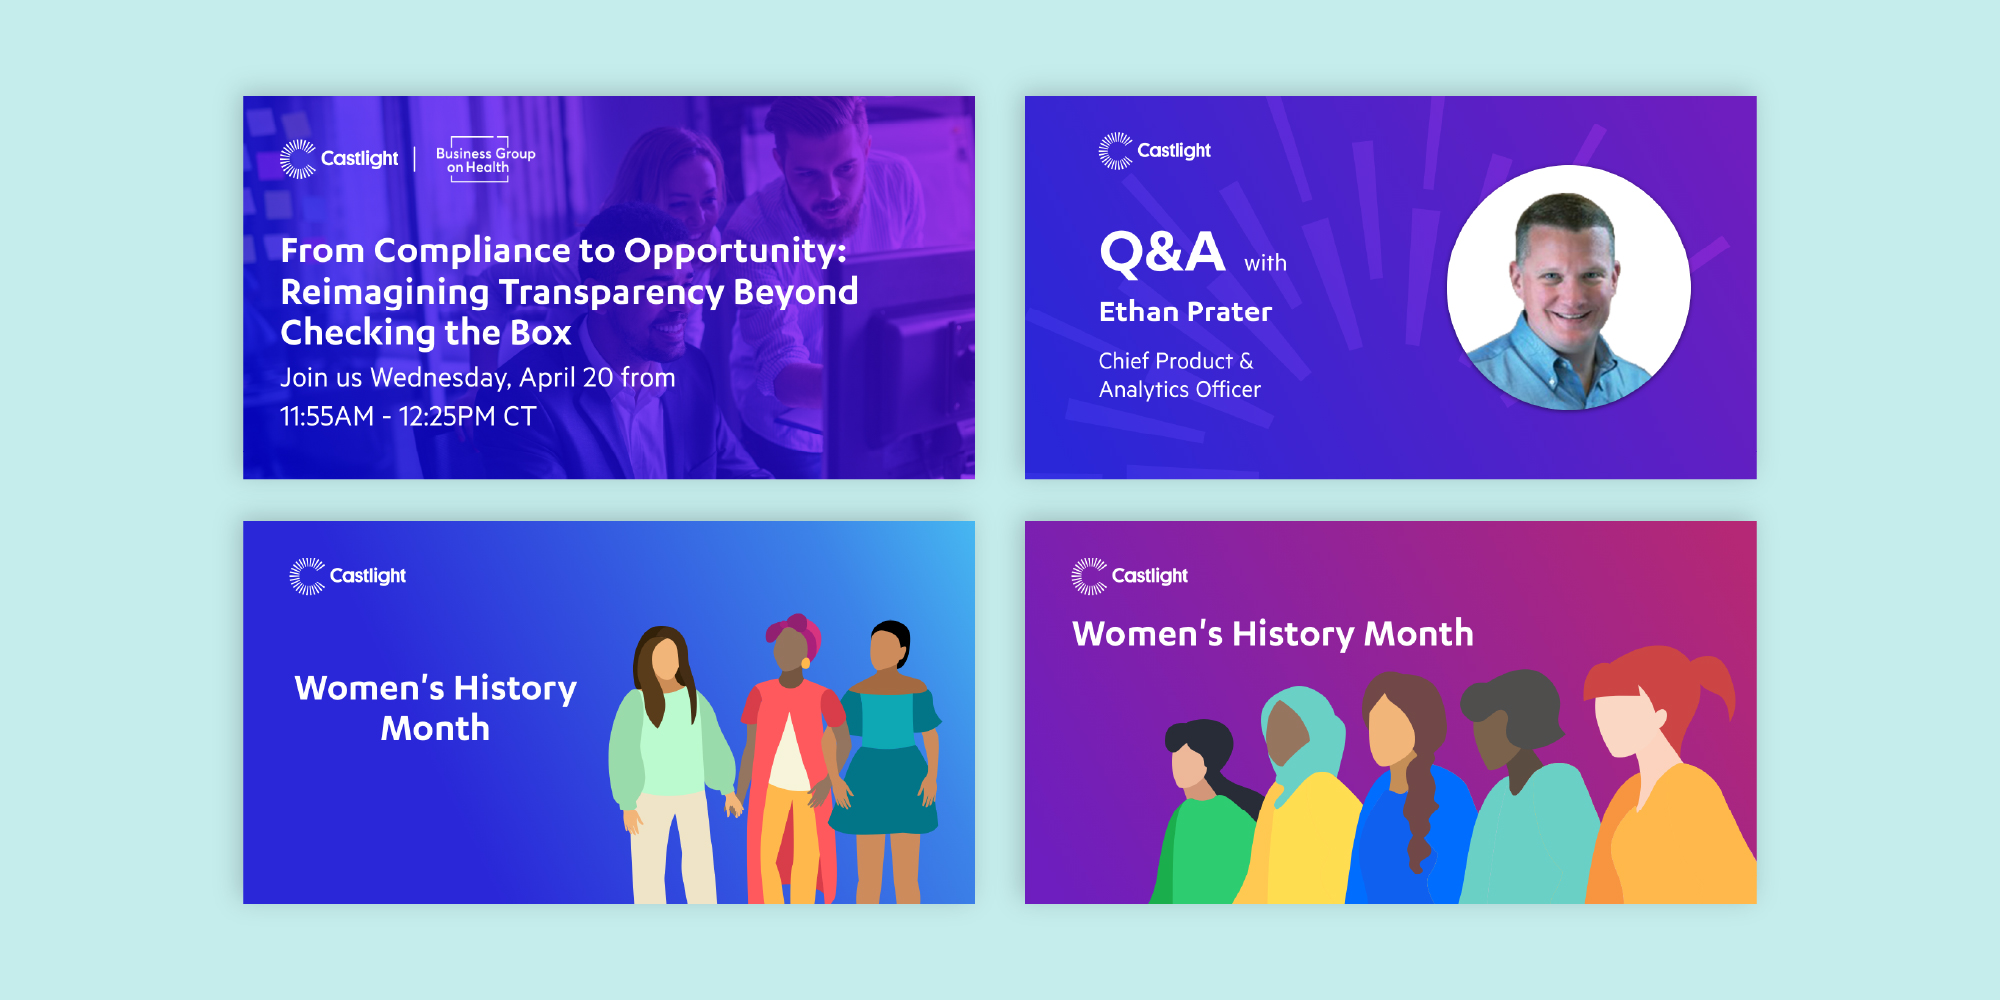 Castlight
Business Group
on Health
From Compliance to Opportunity:
Reimagining Transparency Beyond
Checking the Box
Join us Wednesday, April 20 from
11:55AM - 12:25PM CT
Castlight
Q&A with
Ethan Prater
Chief Product &
Analytics Officer
Castlight
Women's History
Month
Castlight
Women's History Month